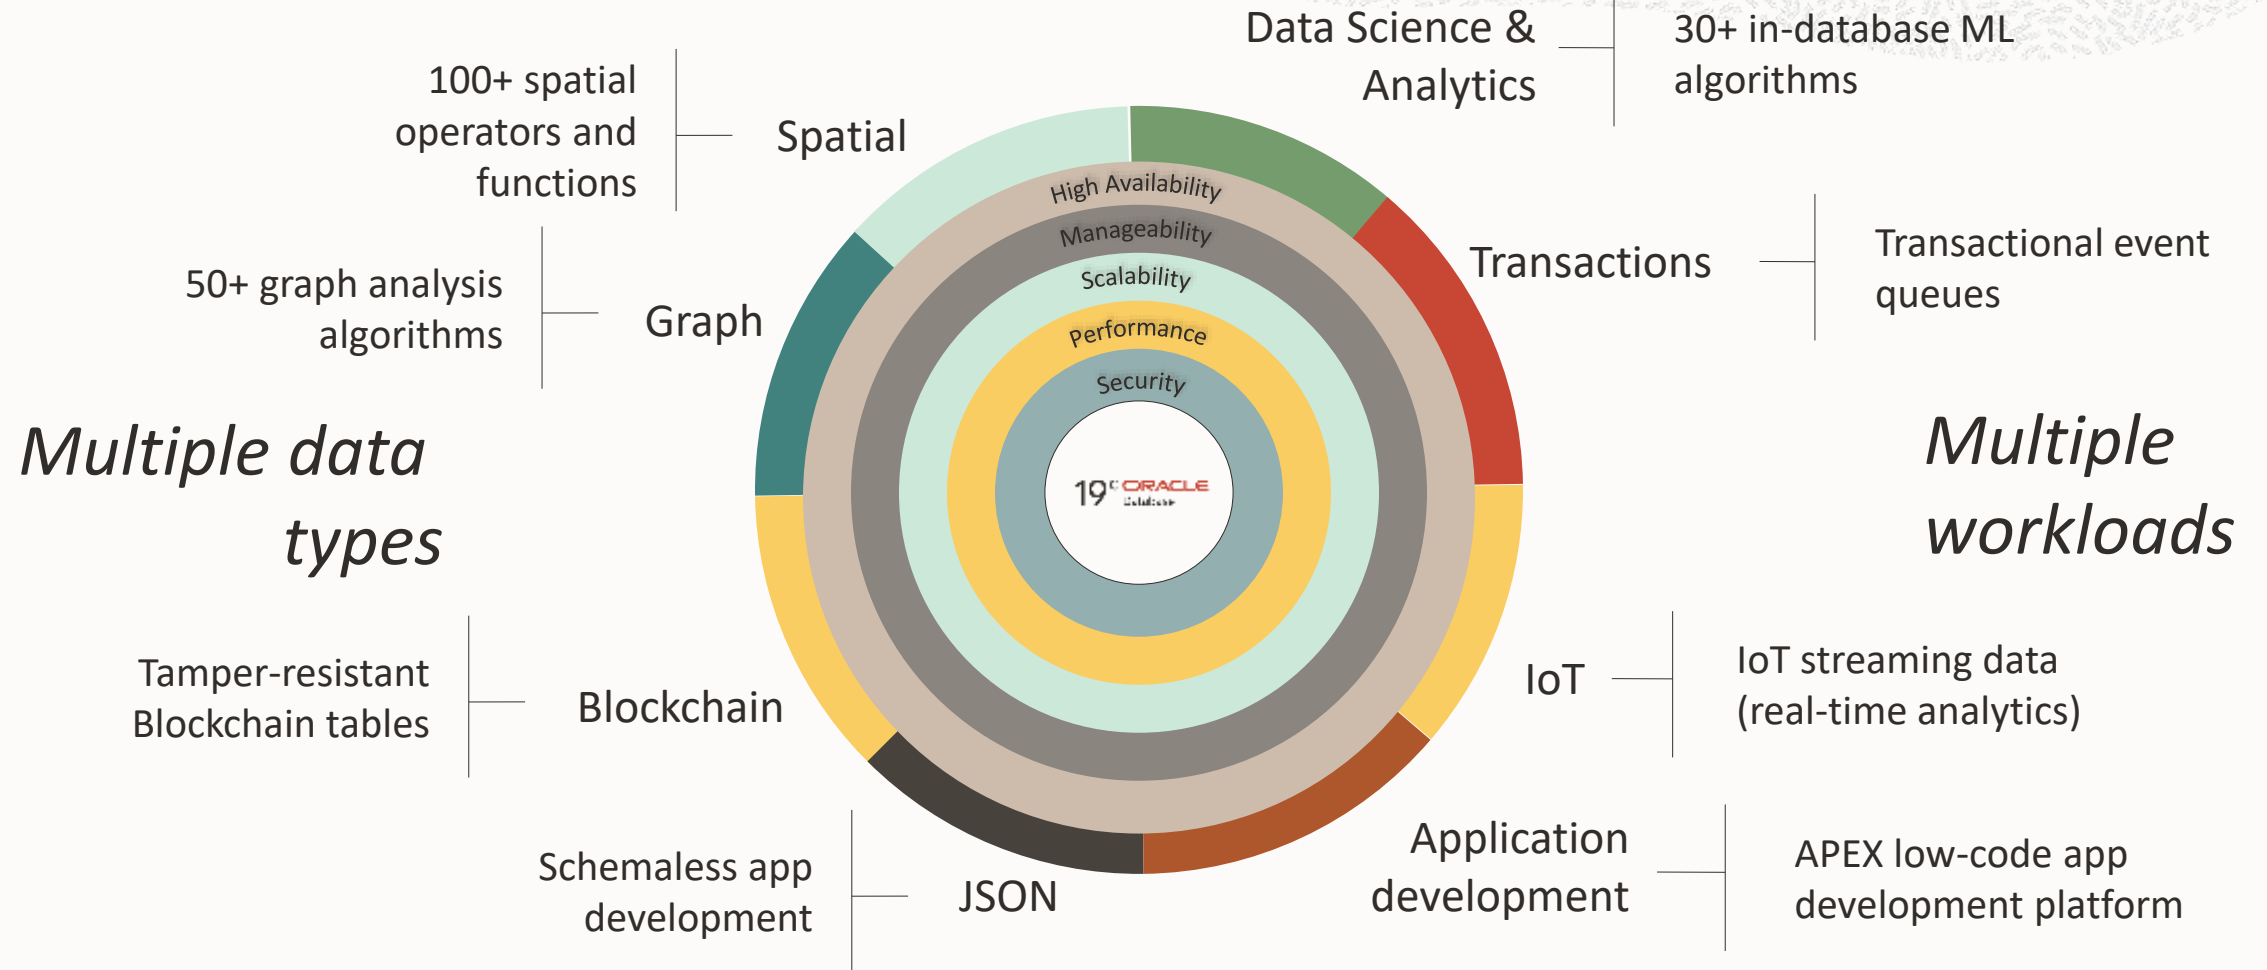 Data Science &
Analytics
30+ in-database ML
algorithms
100+ spatial
operators and
functions
Spatial
High Availability
Manageability
Scalability
Performance
Security
19c ORACLE
Database
Transactions
Transactional event
queues
50+ graph analysis
algorithms
Graph
Multiple data
types
Multiple
workloads
Tamper-resistant
Blockchain tables
Blockchain
IoT
IoT streaming data
(real-time analytics)
Schemaless app
development
JSON
Application
development
APEX low-code app
development platform